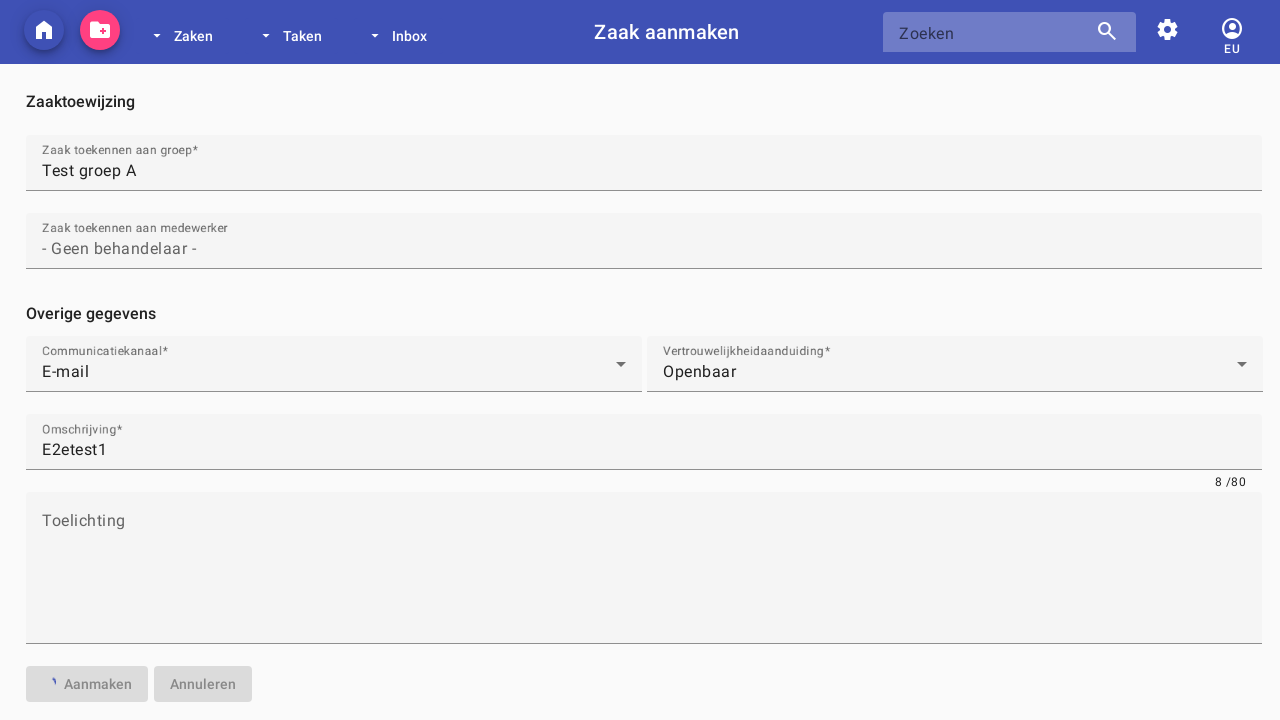 Zaken
Taken
Inbox
Zaak aanmaken
Zoeken
EU
Zaaktoewijzing
Zaak toekennen aan groep*
Test groep A
Zaak toekennen aan medewerker
- Geen behandelaar -
Overige gegevens
Communicatiekanaal*
E-mail
Vertrouwelijkheidaanduiding*
Openbaar
Omschrijving*
E2etest1
8 /80
Toelichting
Aanmaken
Annuleren